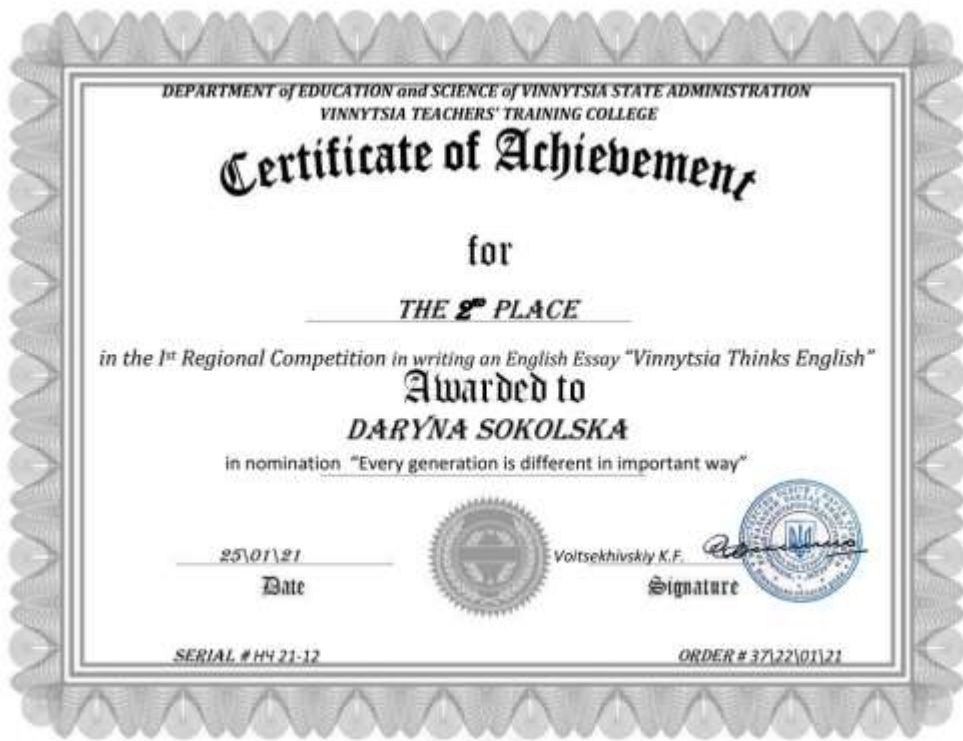 DEPARTMENT of EDUCATION and SCIENCE of VINNYTSIA STATE ADMINISTRATION
VINNYTSIA TEACHERS' TRAINING COLLEGE
Certificate of Achievement
for
THE 2ND PLACE
in the Ist Regional Competition in writing an English Essay "Vinnytsia Thinks English"
Awarded to
DARYNA SOKOLSKA
in nomination "Every generation is different in important way"
25\01\21
Voitsekhivskiy K.F.
Date
Signature
SERIAL # НЧ 21-12
ORDER # 37\22\01\21